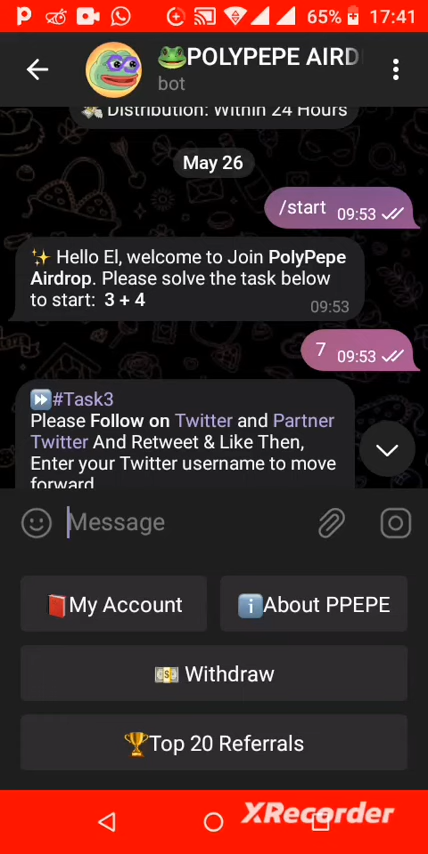 65% 17:41
🐸POLYPEPE AIRD
bot
💸 Distribution: Within 24 Hours
May 26
/start 09:53
✨ Hello El, welcome to Join PolyPepe
Airdrop. Please solve the task below
to start: 3 + 4
09:53
7 09:53
⏩#Task3
Please Follow on Twitter and Partner
Twitter And Retweet & Like Then,
Enter your Twitter username to move
forward
Message
📕My Account
ℹ️About PPEPE
💵 Withdraw
🏆Top 20 Referrals
XRecorder